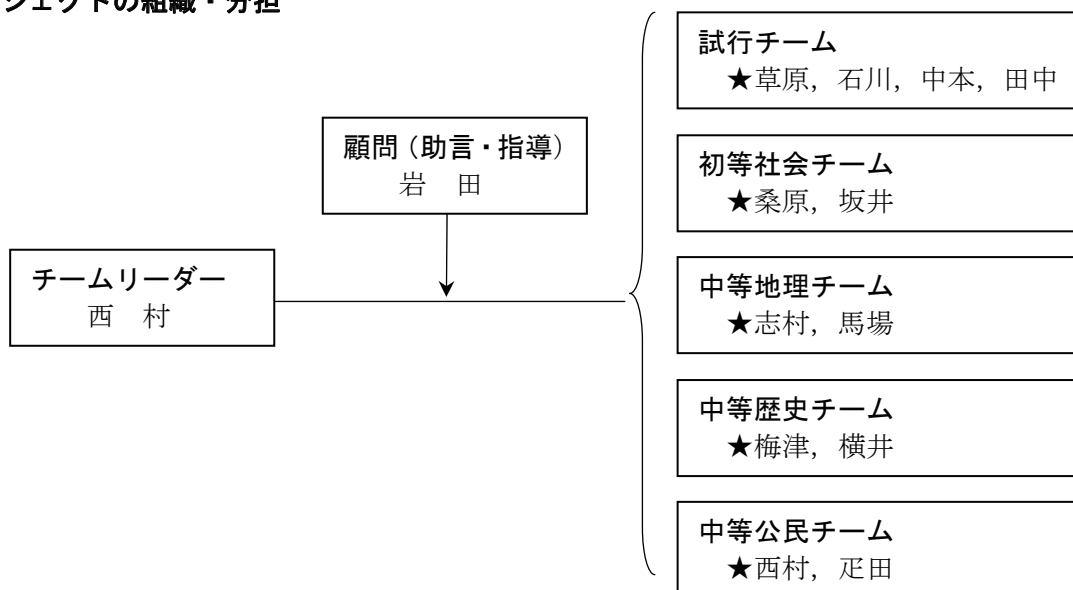 ジェクトの組織・分担
顧問（助言・指導）
岩　田
チームリーダー
西　村
試行チーム
★草原，石川，中本，田中
初等社会チーム
★桑原，坂井
中等地理チーム
★志村，馬場
中等歴史チーム
★梅津，横井
中等公民チーム
★西村，疋田